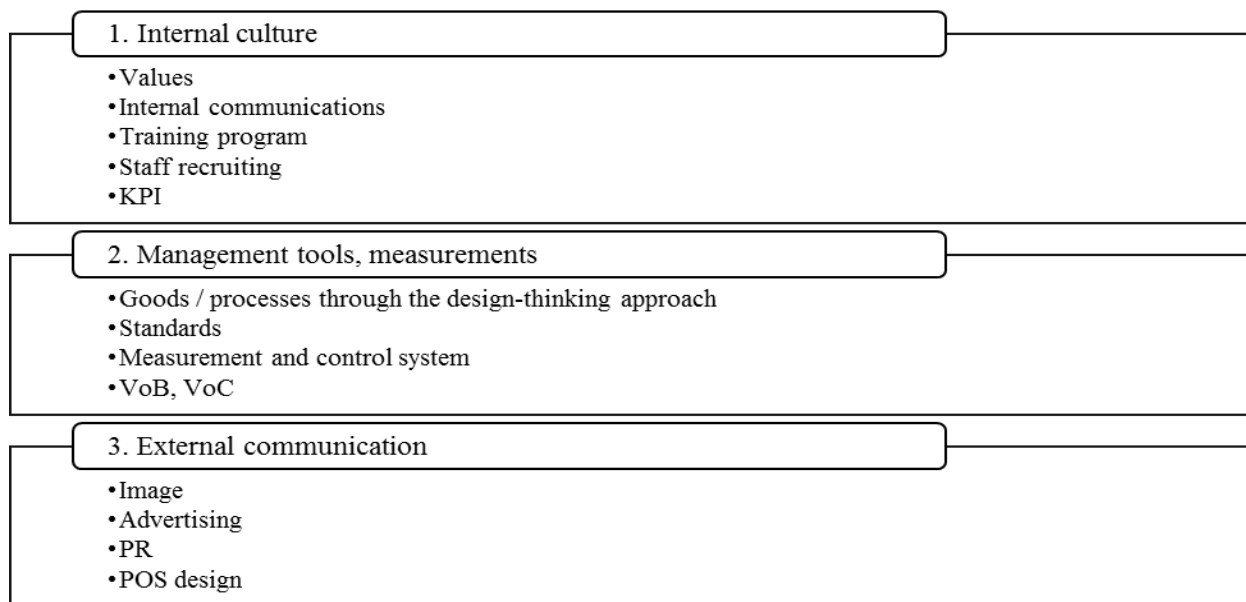 1. Internal culture
•Values
•Internal communications
•Training program
•Staff recruiting
•KPI
2. Management tools, measurements
•Goods / processes through the design-thinking approach
•Standards
•Measurement and control system
•VoB, VoC
3. External communication
•Image
•Advertising
•PR
•POS design